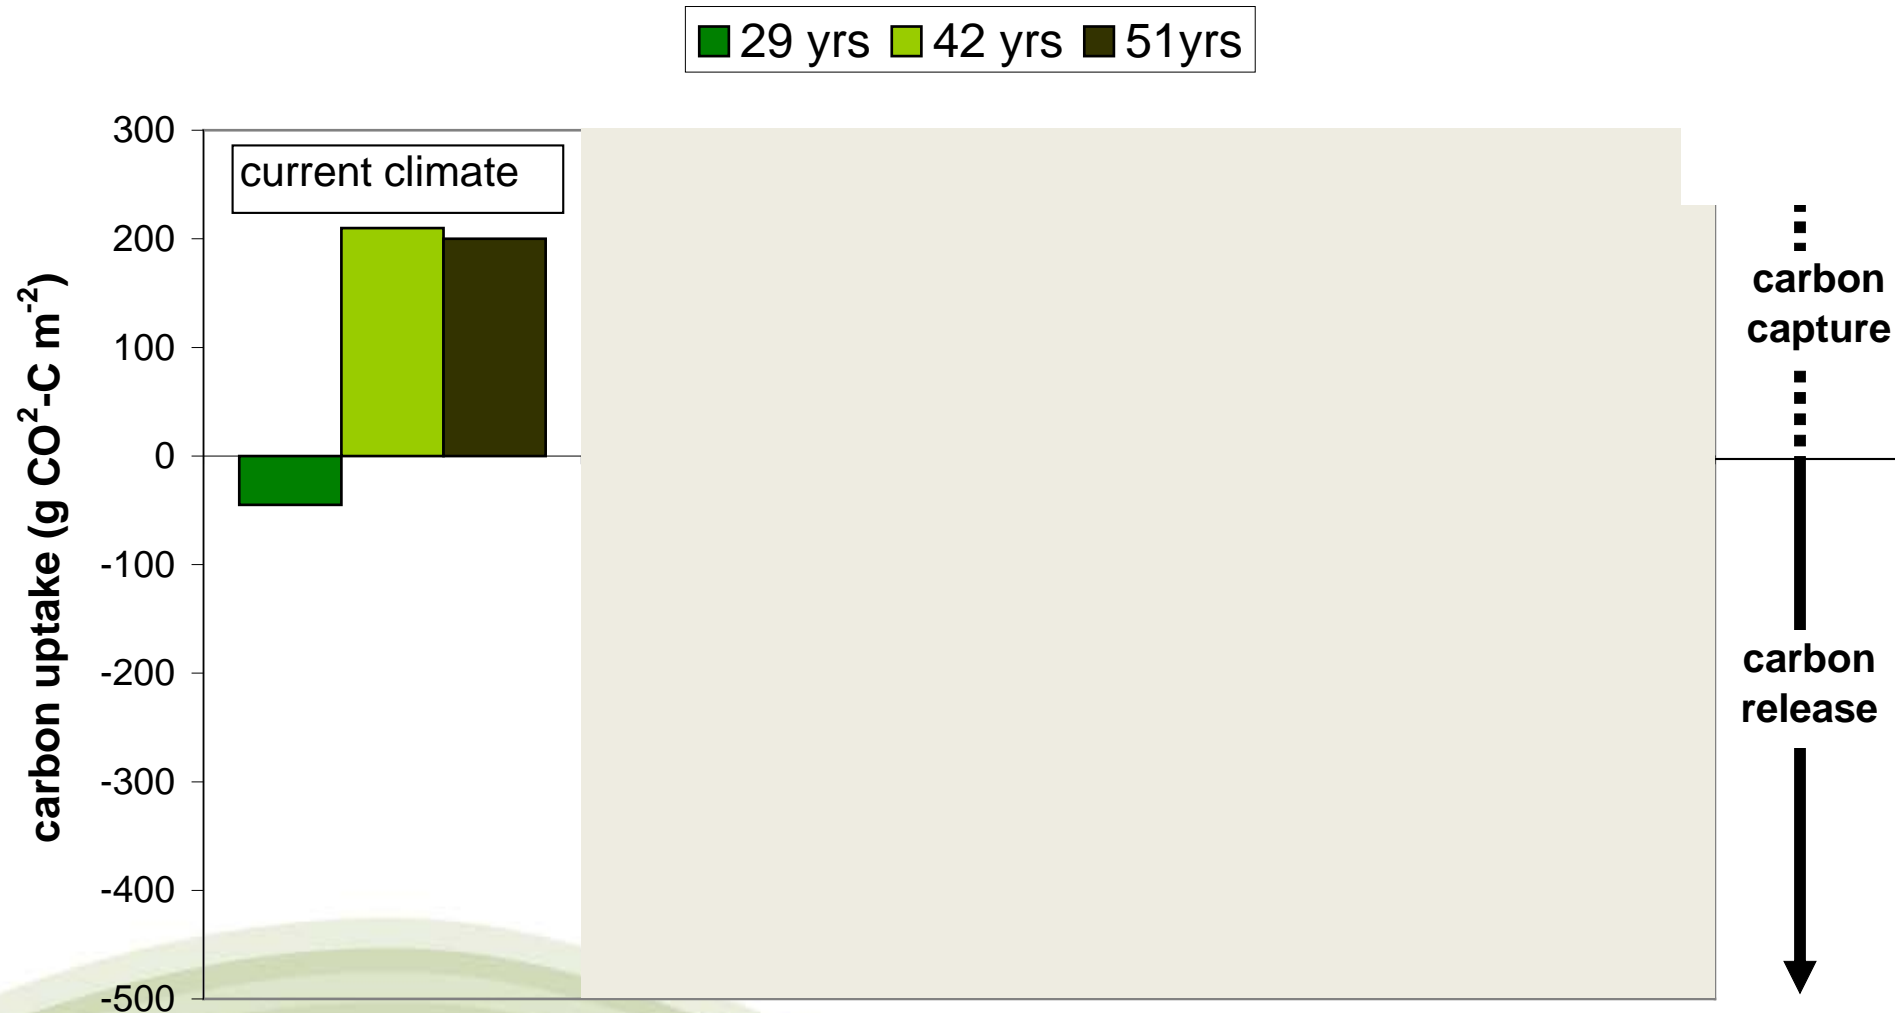 29 yrs 42 yrs 51yrs
300
current climate
200
100
0
-100
-200
-300
-400
-500
carbon uptake (g CO²-C m⁻²)
carbon
capture
carbon
release